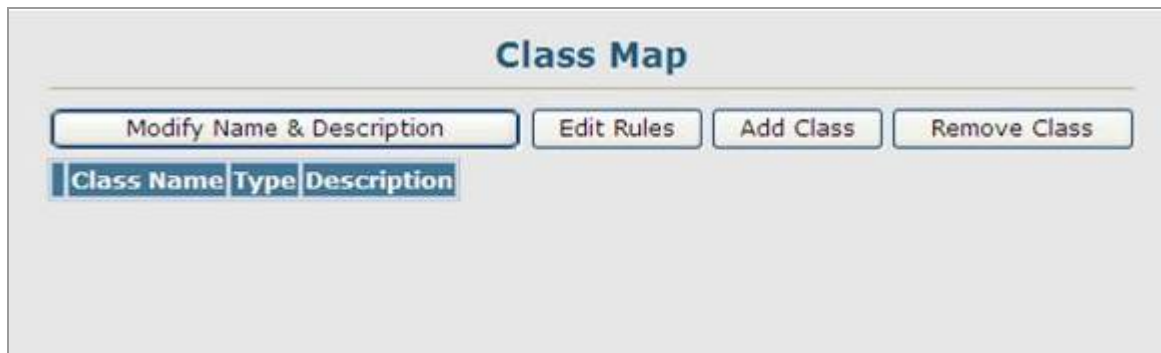 Class Map
Modify Name & Description Edit Rules Add Class Remove Class
Class Name Type Description